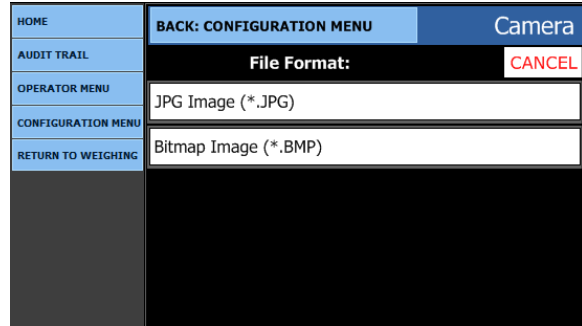 HOME
AUDIT TRAIL
OPERATOR MENU
CONFIGURATION MENU
RETURN TO WEIGHING
BACK: CONFIGURATION MENU
Camera
File Format:
CANCEL
JPG Image (*.JPG)
Bitmap Image (*.BMP)